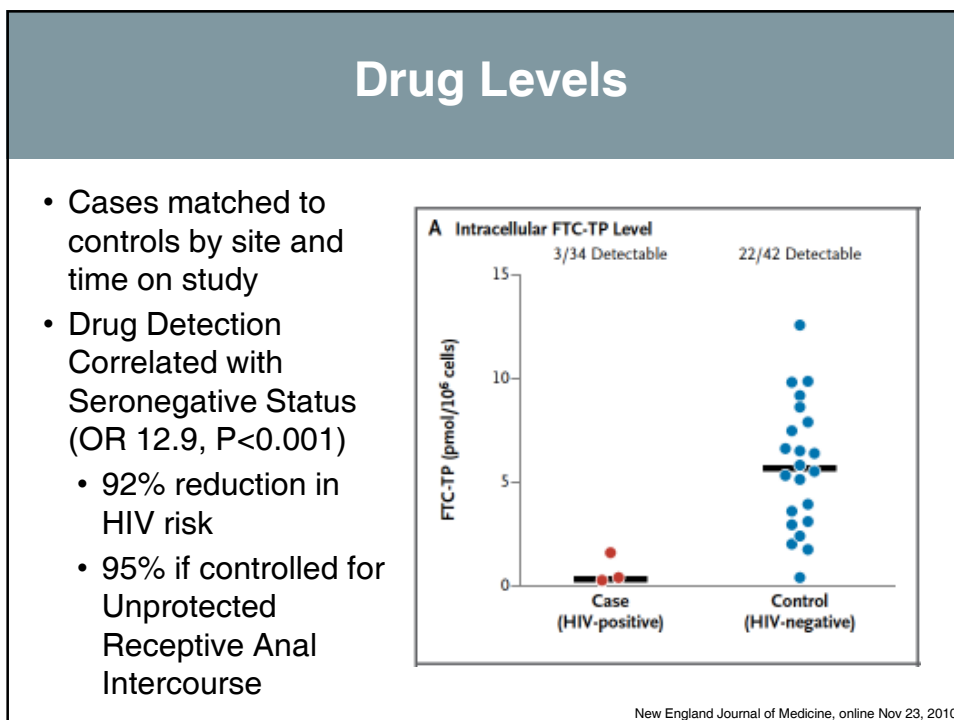 Drug Levels
• Cases matched to
controls by site and
time on study
• Drug Detection
Correlated with
Seronegative Status
(OR 12.9, P<0.001)
• 92% reduction in
HIV risk
• 95% if controlled for
Unprotected
Receptive Anal
Intercourse
A Intracellular FTC-TP Level
3/34 Detectable 22/42 Detectable
15
10
5
0
FTC-TP (pmol/10⁶ cells)
Case
(HIV-positive)
Control
(HIV-negative)
New England Journal of Medicine, online Nov 23, 2010